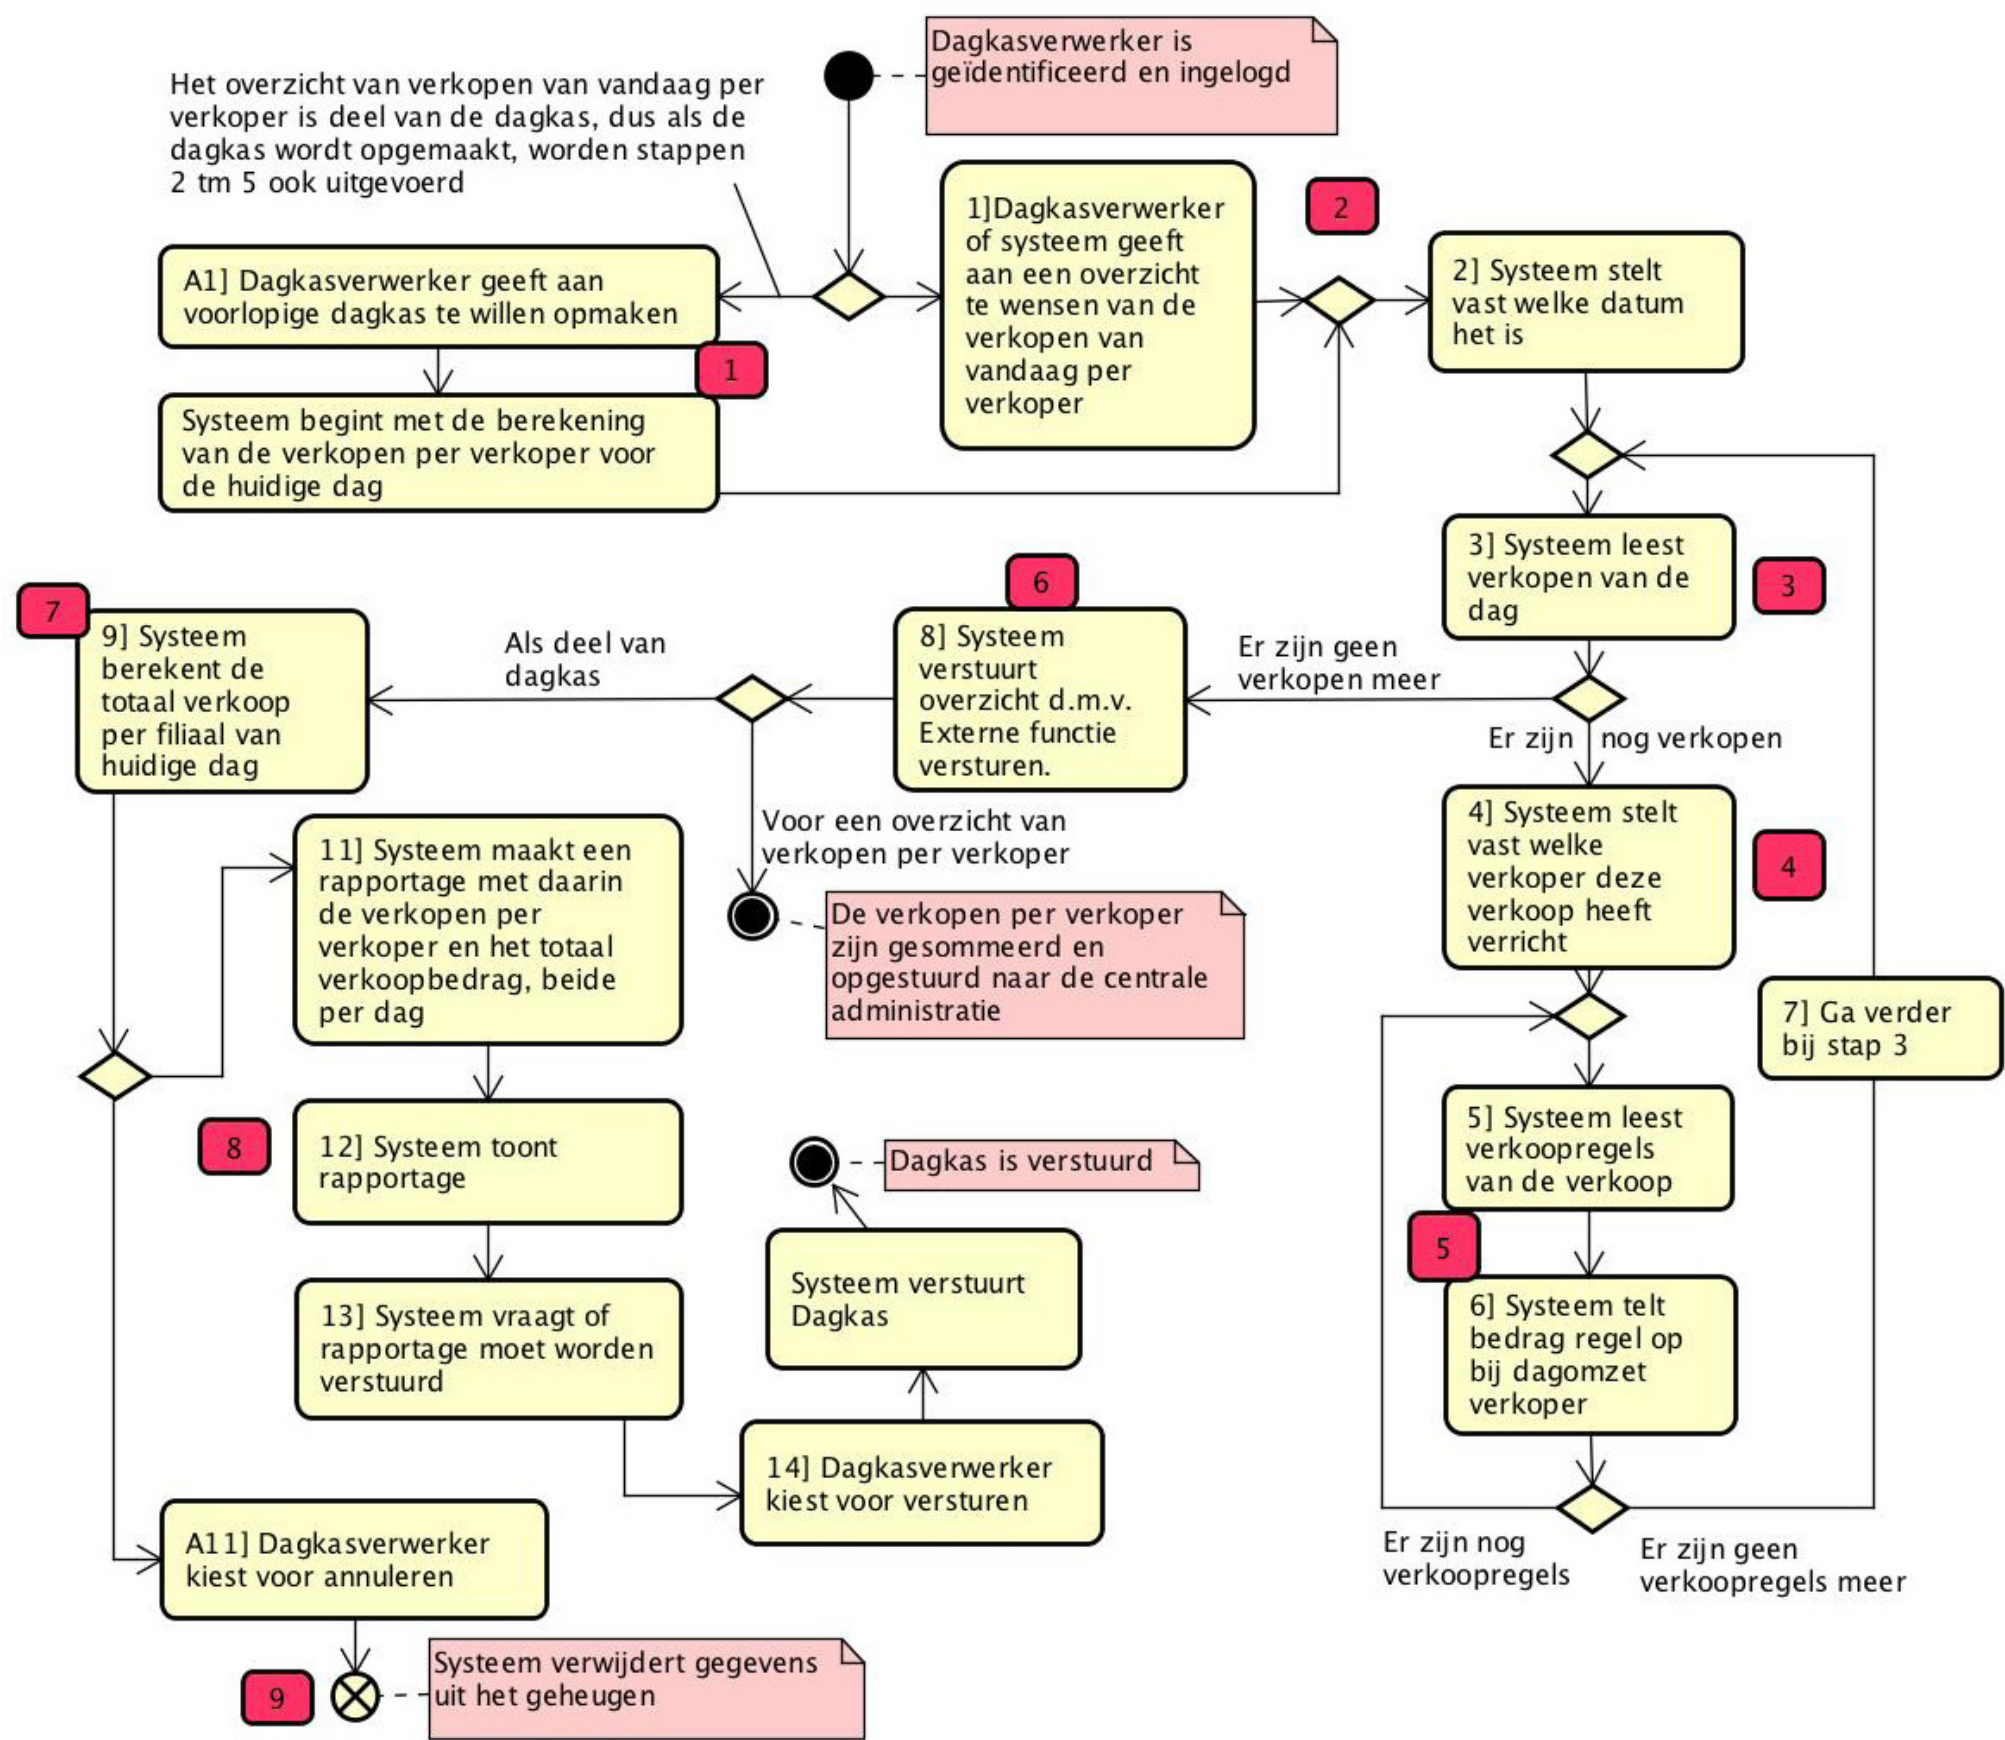 Dagkasverwerker is
geïdentificeerd en ingelogd
Het overzicht van verkopen van vandaag per
verkoper is deel van de dagkas, dus als de
dagkas wordt opgemaakt, worden stappen
2 tm 5 ook uitgevoerd
A1] Dagkasverwerker geeft aan
voorlopige dagkas te willen opmaken
1
Systeem begint met de berekening
van de verkopen per verkoper voor
de huidige dag
1]Dagkasverwerker
of systeem geeft
aan een overzicht
te wensen van de
verkopen van
vandaag per
verkoper
2
2] Systeem stelt
vast welke datum
het is
3] Systeem leest
verkopen van de
dag
3
Er zijn geen
verkopen meer
Er zijn nog verkopen
4] Systeem stelt
vast welke
verkoper deze
verkoop heeft
verricht
4
5] Systeem leest
verkoopregels
van de verkoop
5
6] Systeem telt
bedrag regel op
bij dagomzet
verkoper
Er zijn nog
verkoopregels
Er zijn geen
verkoopregels meer
7] Ga verder
bij stap 3
6
8] Systeem
verstuurt
overzicht d.m.v.
Externe functie
versturen.
Als deel van
dagkas
Voor een overzicht van
verkopen per verkoper
De verkopen per verkoper
zijn gesommeerd en
opgestuurd naar de centrale
administratie
7
9] Systeem
berekent de
totaal verkoop
per filiaal van
huidige dag
11] Systeem maakt een
rapportage met daarin
de verkopen per
verkoper en het totaal
verkoopbedrag, beide
per dag
8
12] Systeem toont
rapportage
13] Systeem vraagt of
rapportage moet worden
verstuurd
14] Dagkasverwerker
kiest voor versturen
Systeem verstuurt
Dagkas
Dagkas is verstuurd
A11] Dagkasverwerker
kiest voor annuleren
9
Systeem verwijdert gegevens
uit het geheugen